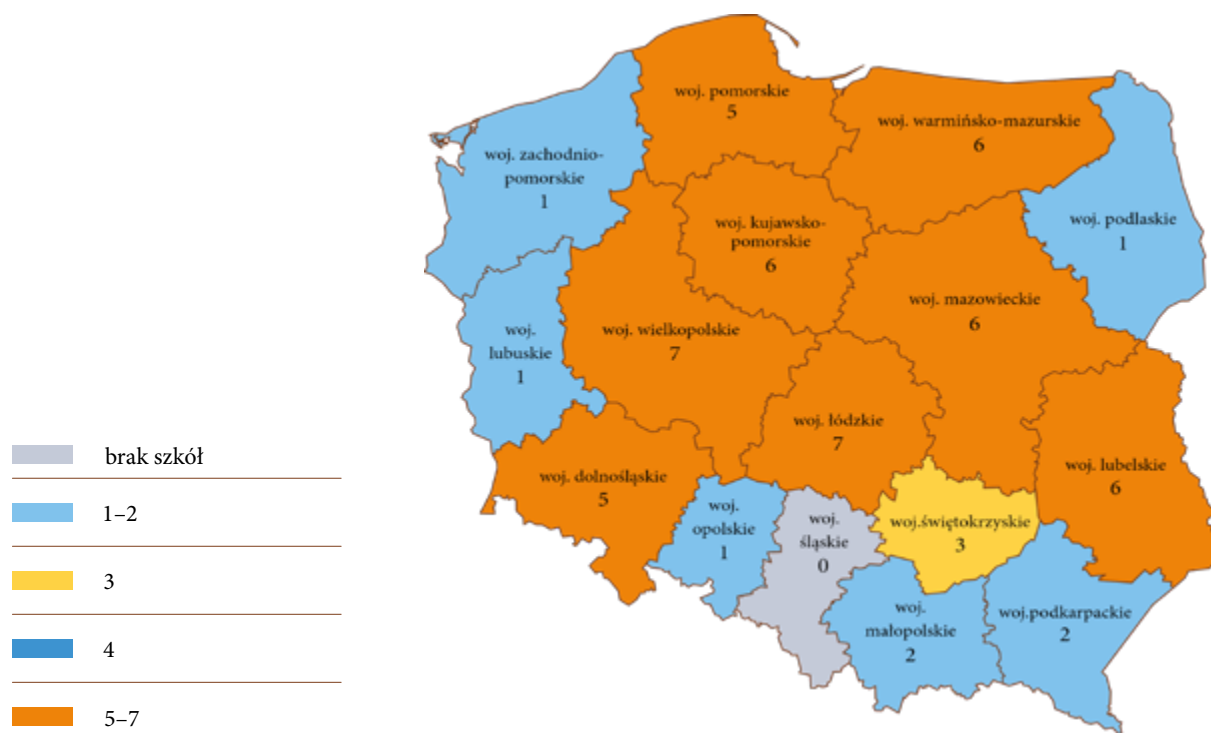 woj. pomorskie
5
woj. warmińsko-mazurskie
6
woj. zachodnio-
pomorskie
1
woj. podlaskie
1
woj. kujawsko-
pomorskie
6
woj. mazowieckie
6
woj. wielkopolskie
7
woj.
lubuskie
1
woj. łódzkie
7
woj. lubelskie
6
woj. dolnośląskie
5
woj.
opolskie
1
woj.
śląskie
0
woj.świętokrzyskie
3
woj.
małopolskie
2
woj.podkarpackie
2
brak szkół
1–2
3
4
5–7